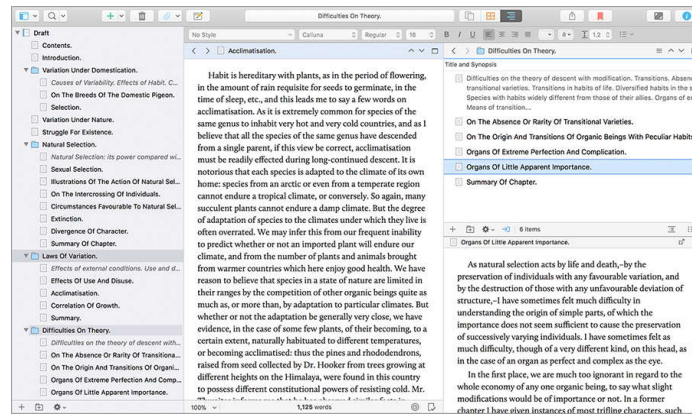 Difficulties On Theory.
Draft
Contents.
Introduction.
Variation Under Domestication.
Causes of Variability. Effects of Habit. C...
On The Breeds Of The Domestic Pigeon.
Selection.
Variation Under Nature.
Struggle For Existence.
Natural Selection.
Natural Selection: its power compared wi...
Sexual Selection.
Illustrations Of The Action Of Natural Sel...
On The Intercrossing Of Individuals.
Circumstances Favourable To Natural Sel...
Extinction.
Divergence Of Character.
Summary Of Chapter.
Laws Of Variation.
Effects of external conditions. Use and d...
Effects Of Use And Disuse.
Acclimatisation.
Correlation Of Growth.
Summary.
Difficulties On Theory.
Difficulties on the theory of descent with...
On The Absence Or Rarity Of Transitiona...
On The Origin And Transitions Of Organi...
Organs Of Extreme Perfection And Comp...
Organs Of Little Apparent Importance.
No Style Calluna Regular 16 B I U a 1.2
Acclimatisation.
Habit is hereditary with plants, as in the period of flowering,
in the amount of rain requisite for seeds to germinate, in the
time of sleep, etc., and this leads me to say a few words on
acclimatisation. As it is extremely common for species of the
same genus to inhabit very hot and very cold countries, and as I
believe that all the species of the same genus have descended
from a single parent, if this view be correct, acclimatisation
must be readily effected during long-continued descent. It is
notorious that each species is adapted to the climate of its own
home: species from an arctic or even from a temperate region
cannot endure a tropical climate, or conversely. So again, many
succulent plants cannot endure a damp climate. But the degree
of adaptation of species to the climates under which they live is
often overrated. We may infer this from our frequent inability
to predict whether or not an imported plant will endure our
climate, and from the number of plants and animals brought
from warmer countries which here enjoy good health. We have
reason to believe that species in a state of nature are limited in
their ranges by the competition of other organic beings quite as
much as, or more than, by adaptation to particular climates. But
whether or not the adaptation be generally very close, we have
evidence, in the case of some few plants, of their becoming, to a
certain extent, naturally habituated to different temperatures,
or becoming acclimatised: thus the pines and rhododendrons,
raised from seed collected by Dr. Hooker from trees growing at
different heights on the Himalaya, were found in this country
to possess different constitutional powers of resisting cold. Mr.
100% 1,125 words
Difficulties On Theory.
Title and Synopsis
Difficulties on the theory of descent with modification. Transitions. Absen
transitional varieties. Transitions in habits of life. Diversified habits in the s
Species with habits widely different from those of their allies. Organs of e
Means of transition...
On The Absence Or Rarity Of Transitional Varieties.
On The Origin And Transitions Of Organic Beings With Peculiar Habits
Organs Of Extreme Perfection And Complication.
Organs Of Little Apparent Importance.
Summary Of Chapter.
6 items
Organs Of Little Apparent Importance.
As natural selection acts by life and death,–by the
preservation of individuals with any favourable variation, and
by the destruction of those with any unfavourable deviation of
structure,–I have sometimes felt much difficulty in
understanding the origin of simple parts, of which the
importance does not seem sufficient to cause the preservation
of successively varying individuals. I have sometimes felt as
much difficulty, though of a very different kind, on this head, as
in the case of an organ as perfect and complex as the eye.
In the first place, we are much too ignorant in regard to the
whole economy of any one organic being, to say what slight
modifications would be of importance or not. In a former
chapter I have given instances of most trifling characters, such